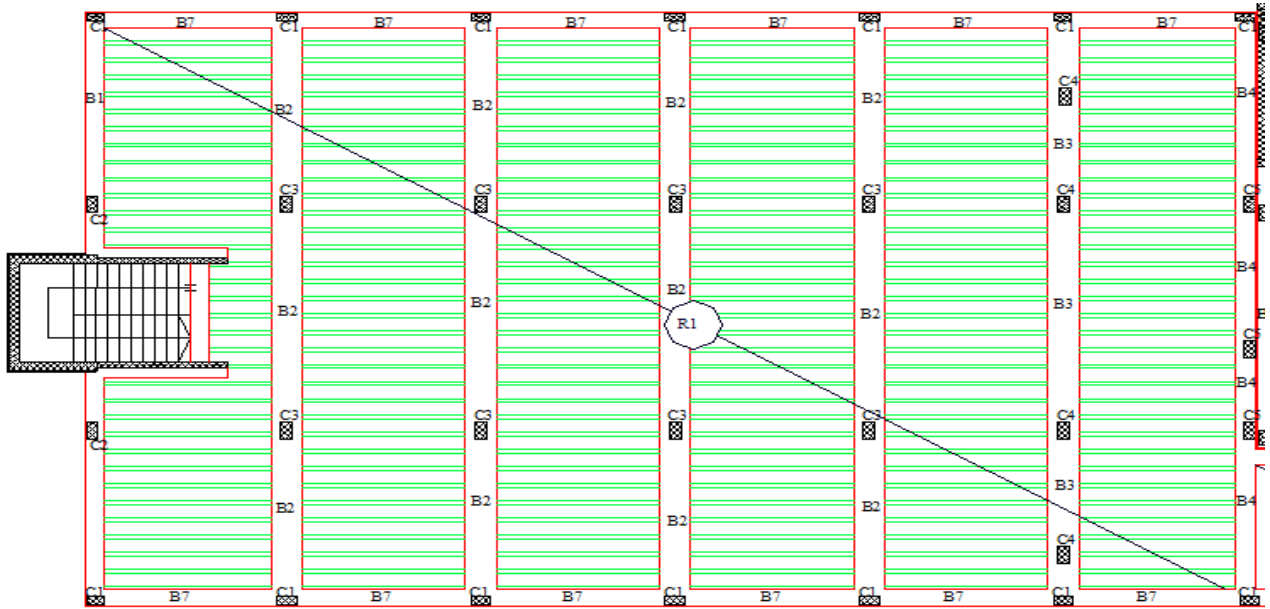 B7 B7 B7 B7 B7 B7
C1 C1 C1 C1 C1 C1 C1
B1 B2 B2 B2 B2 C4 B4
B3
C3 C3 C3 C3 C4 C5
C2
B2 B2 B2 B2 B3 B4
R1
C5
B4
C3 C3 C3 C3 C4 C5
C2
B2 B2 B2 B2 B3 B4
C4
C1 C1 C1 C1 C1 C1 C1
B7 B7 B7 B7 B7 B7